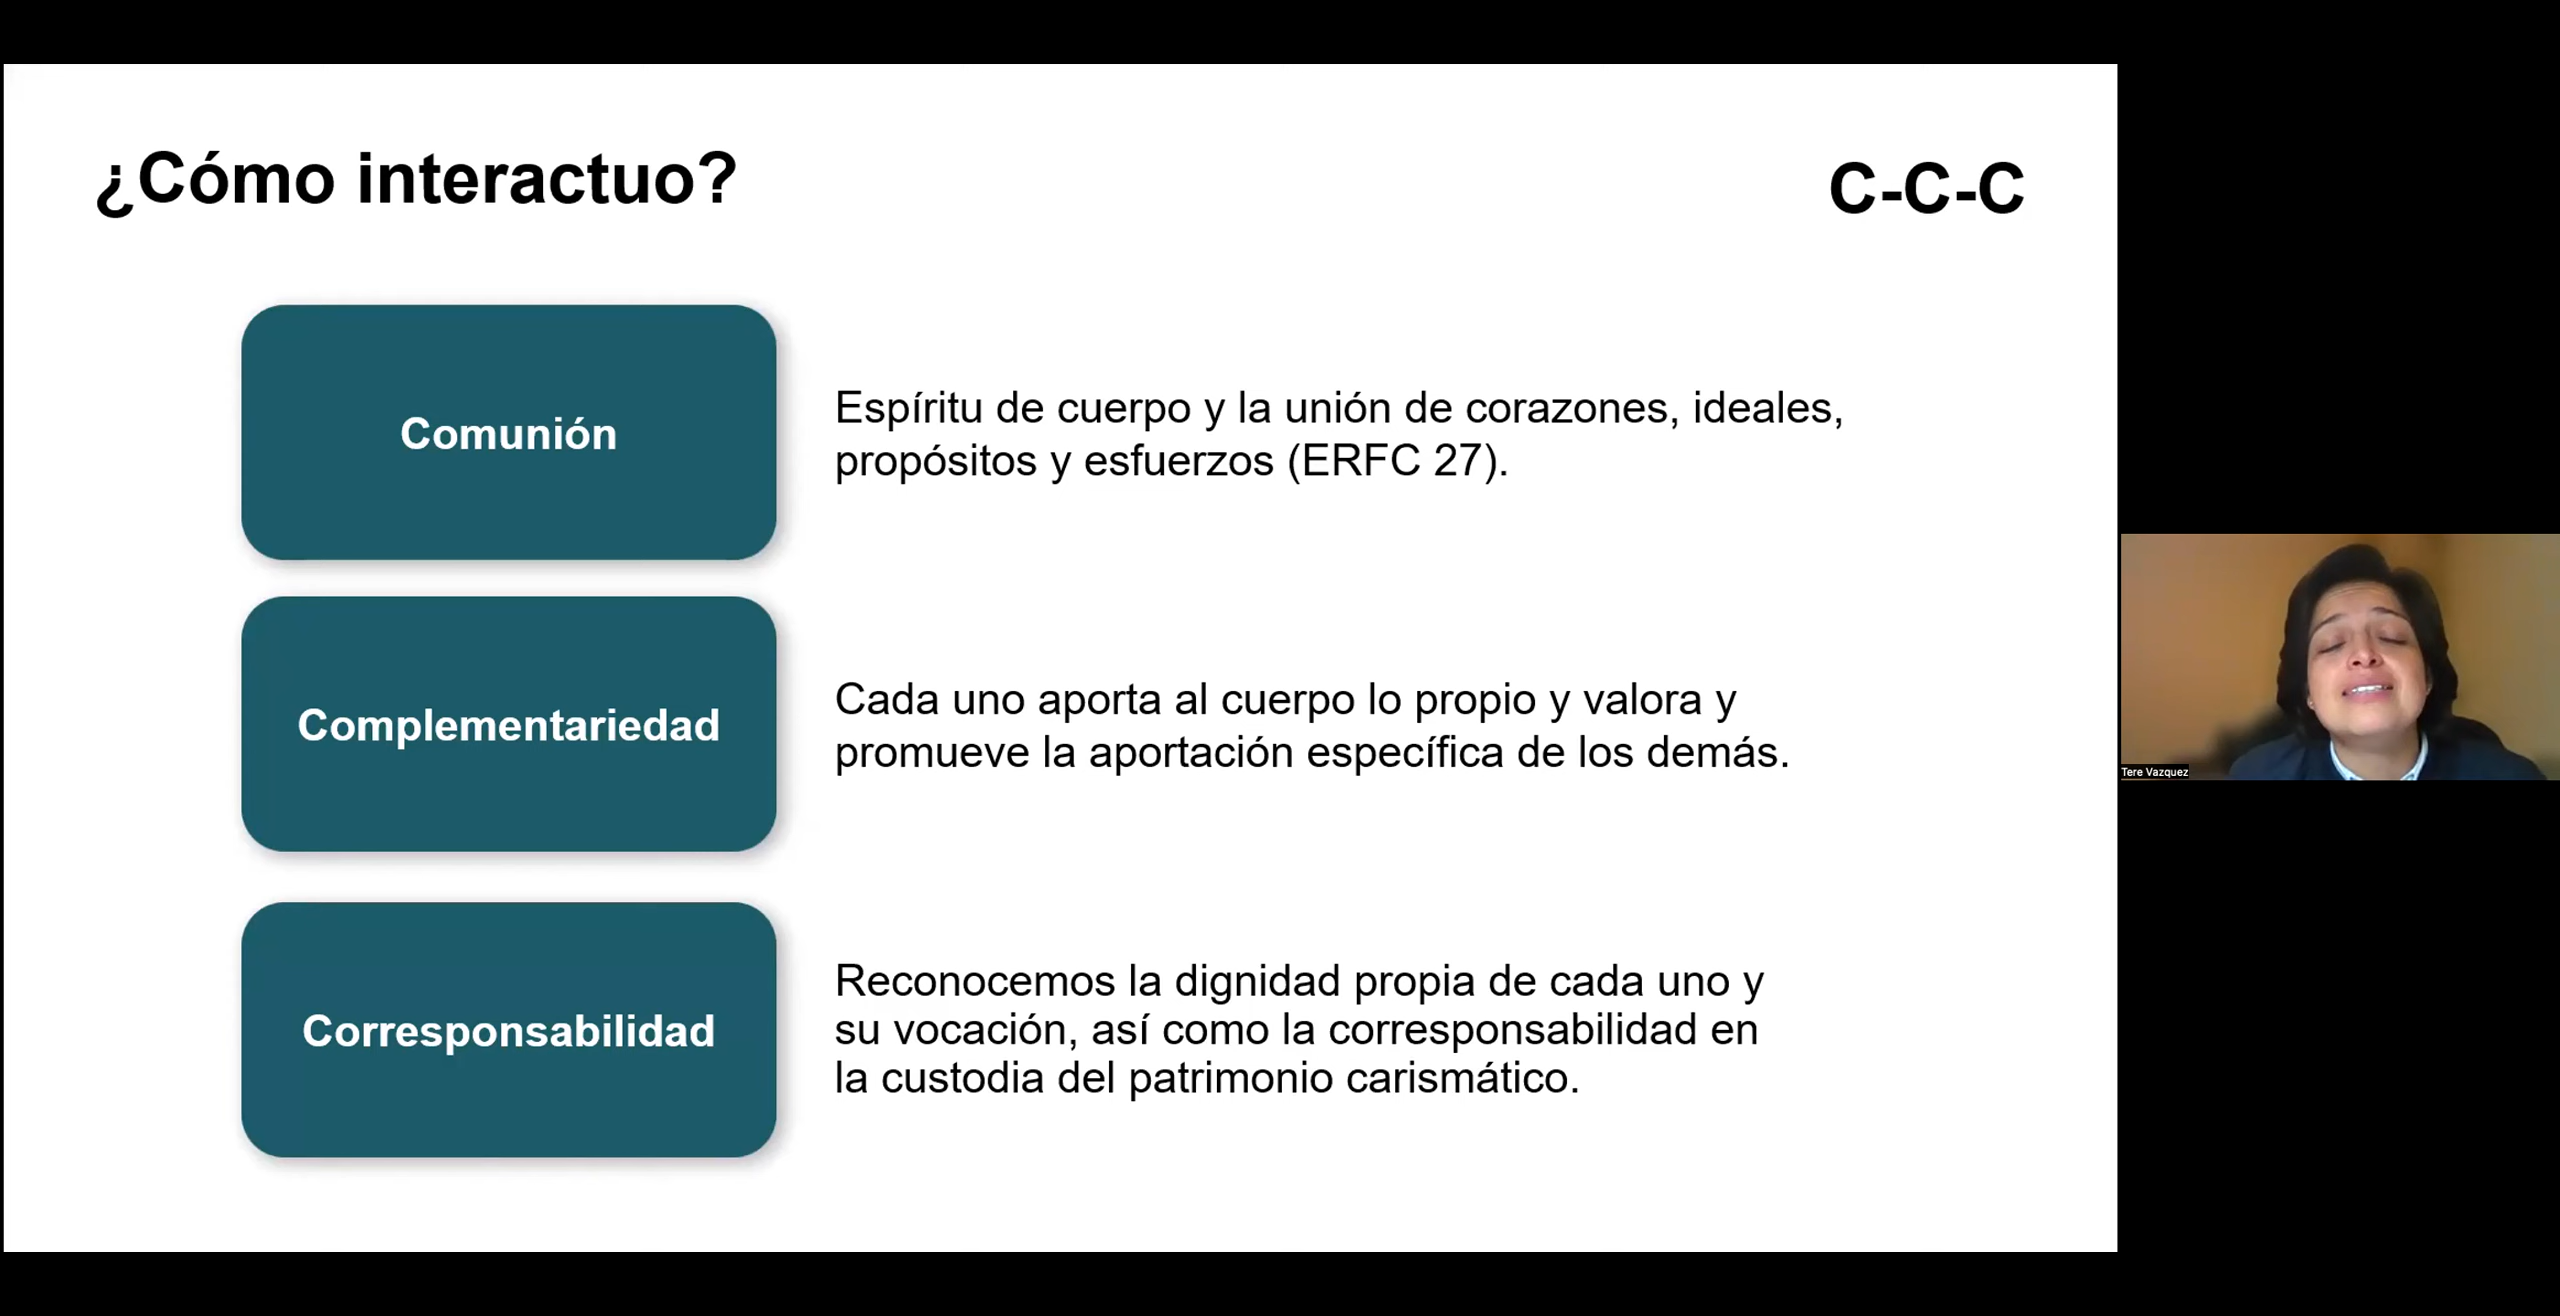 ¿Cómo interactuo?
C-C-C
Comunión
Espíritu de cuerpo y la unión de corazones, ideales,
propósitos y esfuerzos (ERFC 27).
Complementariedad
Cada uno aporta al cuerpo lo propio y valora y
promueve la aportación específica de los demás.
Corresponsabilidad
Reconocemos la dignidad propia de cada uno y
su vocación, así como la corresponsabilidad en
la custodia del patrimonio carismático.
Tere Vazquez